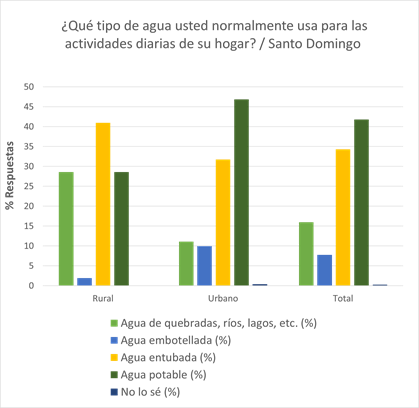 ¿Qué tipo de agua usted normalmente usa para las
actividades diarias de su hogar? / Santo Domingo
% Respuestas
50
45
40
35
30
25
20
15
10
5
0
Rural
Urbano
Total
Agua de quebradas, ríos, lagos, etc. (%)
Agua embotellada (%)
Agua entubada (%)
Agua potable (%)
No lo sé (%)